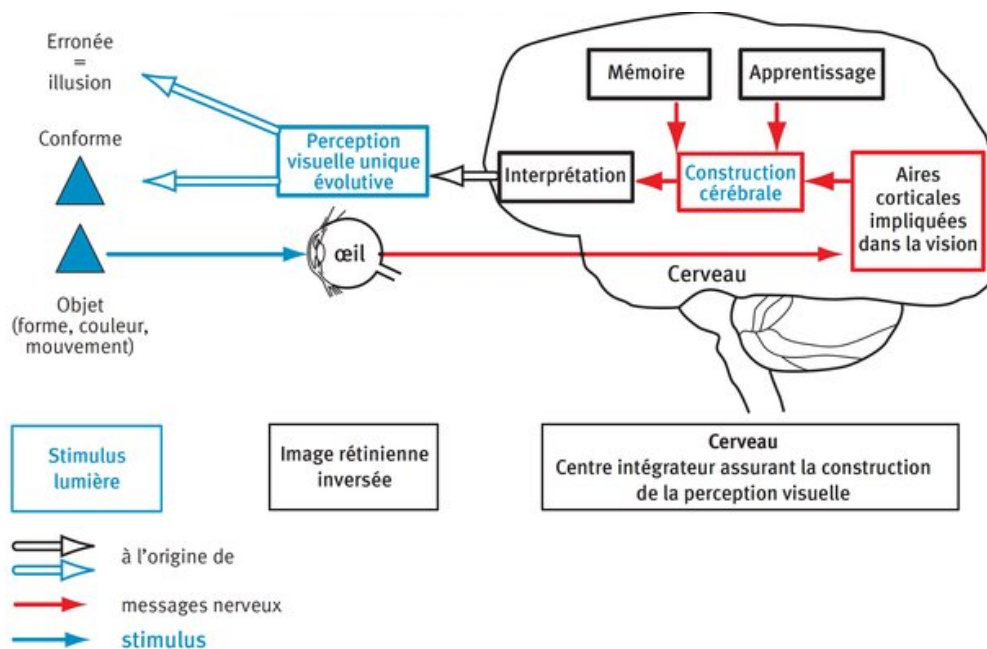 Erronée
=
illusion
Conforme
Objet
(forme, couleur,
mouvement)
Perception
visuelle unique
évolutive
œil
Mémoire
Apprentissage
Interprétation
Construction
cérébrale
Aires
corticales
impliquées
dans la vision
Cerveau
Stimulus
lumière
Image rétinienne
inversée
Cerveau
Centre intégrateur assurant la construction
de la perception visuelle
à l'origine de
messages nerveux
stimulus